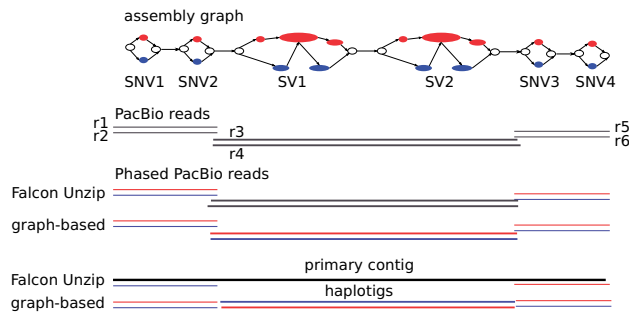 assembly graph
SNV1 SNV2 SV1 SV2 SNV3 SNV4
PacBio reads
r1
r2
r3
r4
r5
r6
Phased PacBio reads
Falcon Unzip
graph-based
primary contig
Falcon Unzip
haplotigs
graph-based